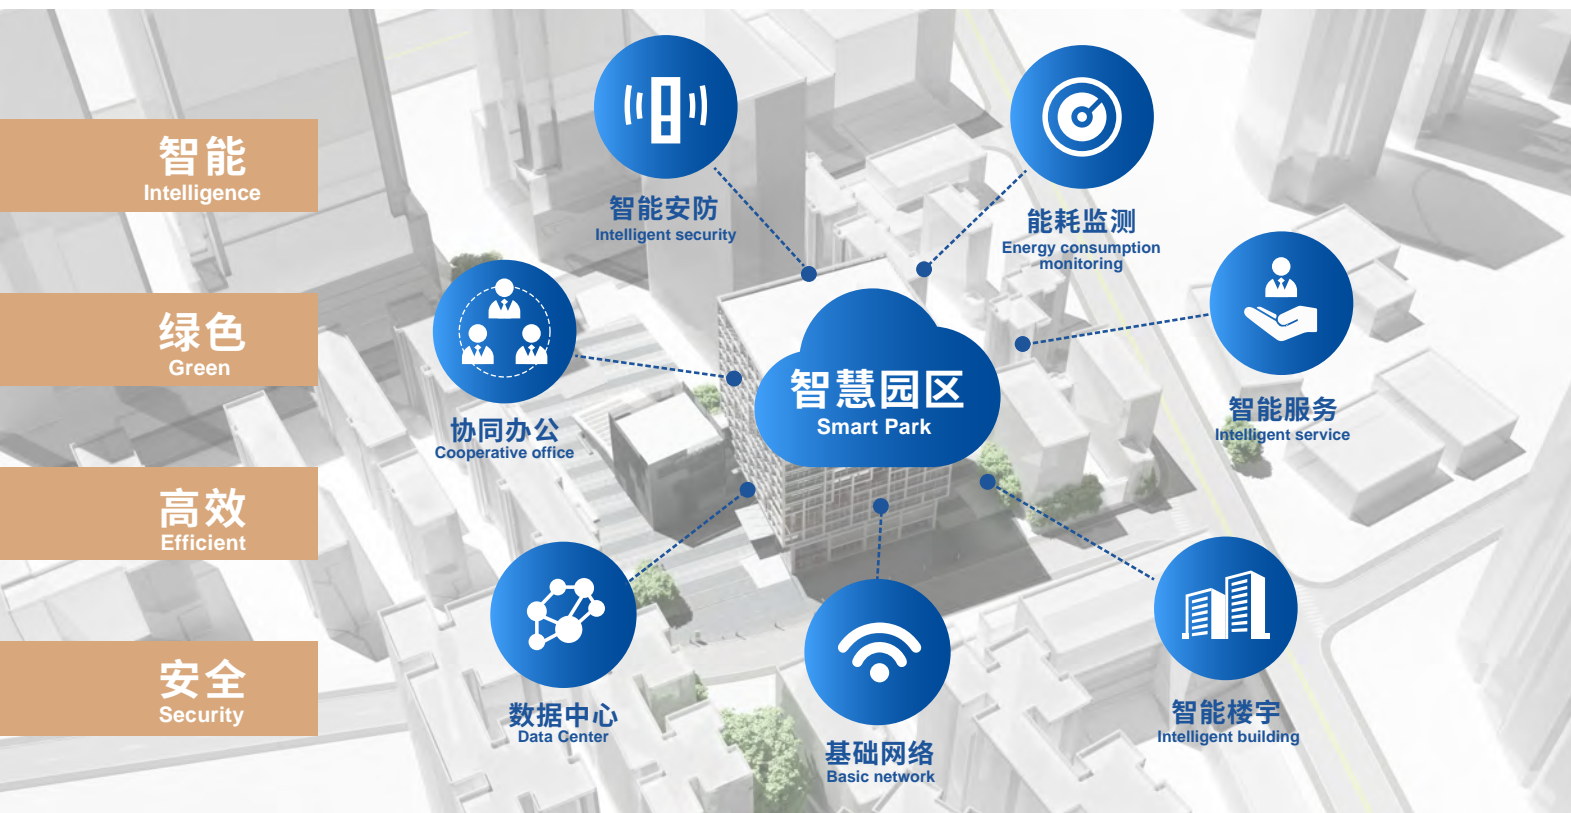 智能
Intelligence
绿色
Green
高效
Efficient
安全
Security
智能安防
Intelligent security
能耗监测
Energy consumption
monitoring
协同办公
Cooperative office
智慧园区
Smart Park
智能服务
Intelligent service
数据中心
Data Center
基础网络
Basic network
智能楼宇
Intelligent building